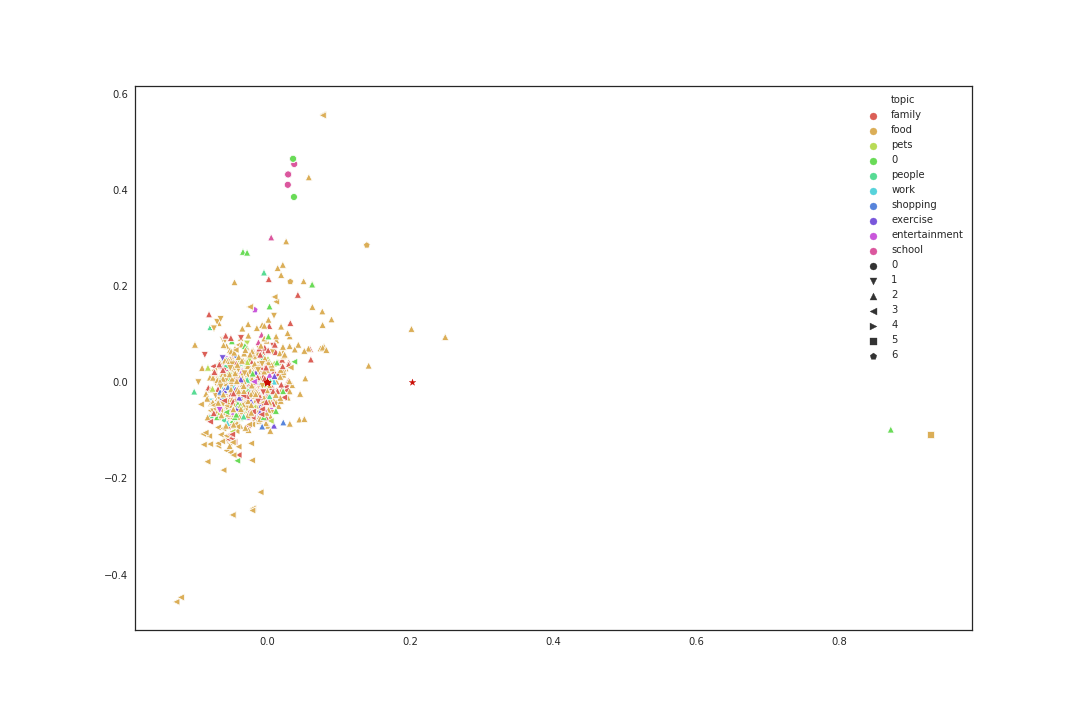 topic
family
food
pets
0
people
work
shopping
exercise
entertainment
school
0
1
2
3
4
5
6
0.6
0.4
0.2
0.0
−0.2
−0.4
0.0 0.2 0.4 0.6 0.8